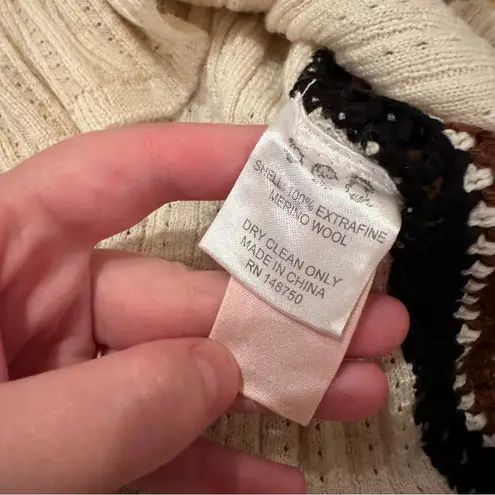 SHELL: 100% EXTRAFINE
MERINO WOOL
DRY CLEAN ONLY
MADE IN CHINA
RN 148750